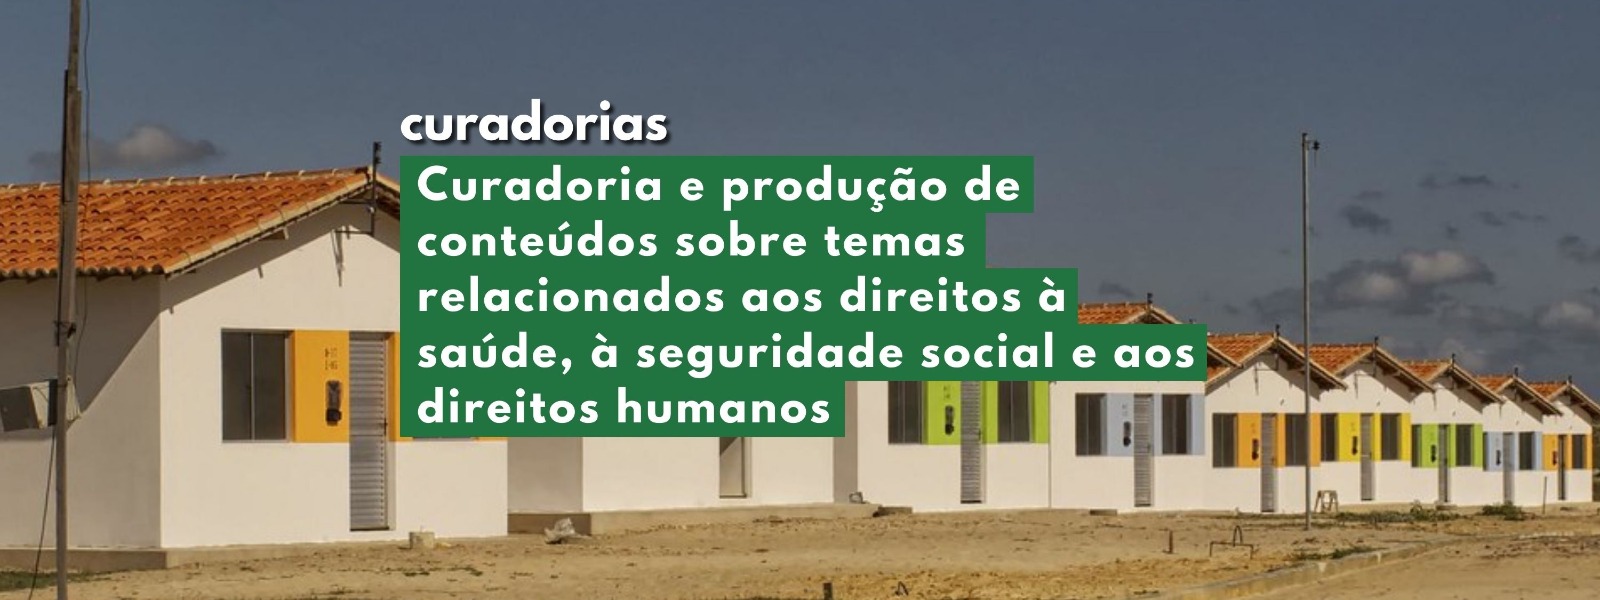 curadorias
Curadoria e produção de
conteúdos sobre temas
relacionados aos direitos à
saúde, à seguridade social e aos
direitos humanos